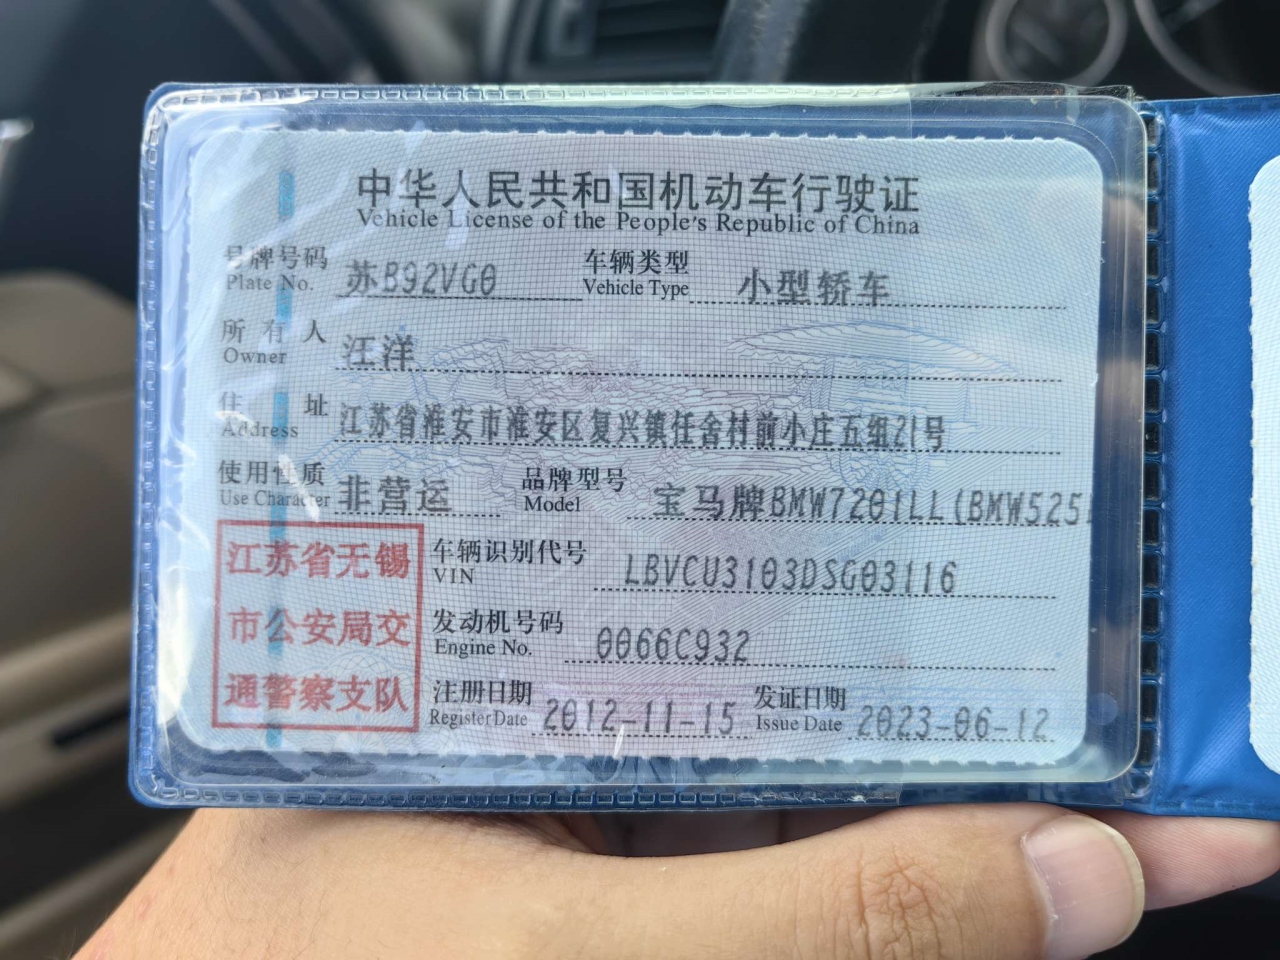 中华人民共和国机动车行驶证
Vehicle License of the People's Republic of China
号牌号码 苏B92VG0 车辆类型 小型轿车
Plate No. Vehicle Type
所有人 汪洋
Owner
住址 江苏省淮安市淮安区复兴镇任舍村前小庄五组21号
Address
使用性质 非营运 品牌型号 宝马牌BMW7201LL(BMW525
Use Character Model
江苏省无锡
市公安局交
通警察支队
车辆识别代号 LBVCU3103DSG03116
VIN
发动机号码 0066C932
Engine No.
注册日期 2012-11-15 发证日期 2023-06-12
Register Date Issue Date